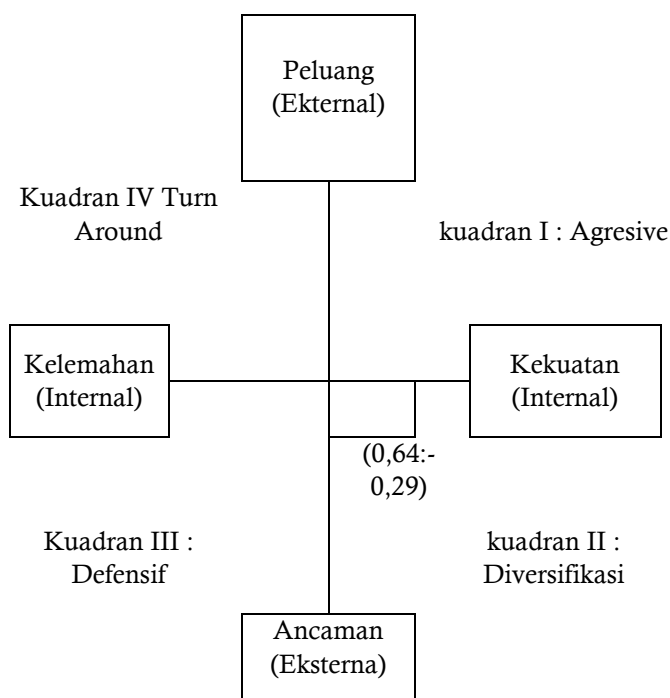 Peluang
(Ekternal)
Kuadran IV Turn
Around
kuadran I : Agresive
Kelemahan
(Internal)
Kekuatan
(Internal)
(0,64:-
0,29)
Kuadran III :
Defensif
kuadran II :
Diversifikasi
Ancaman
(Eksterna)